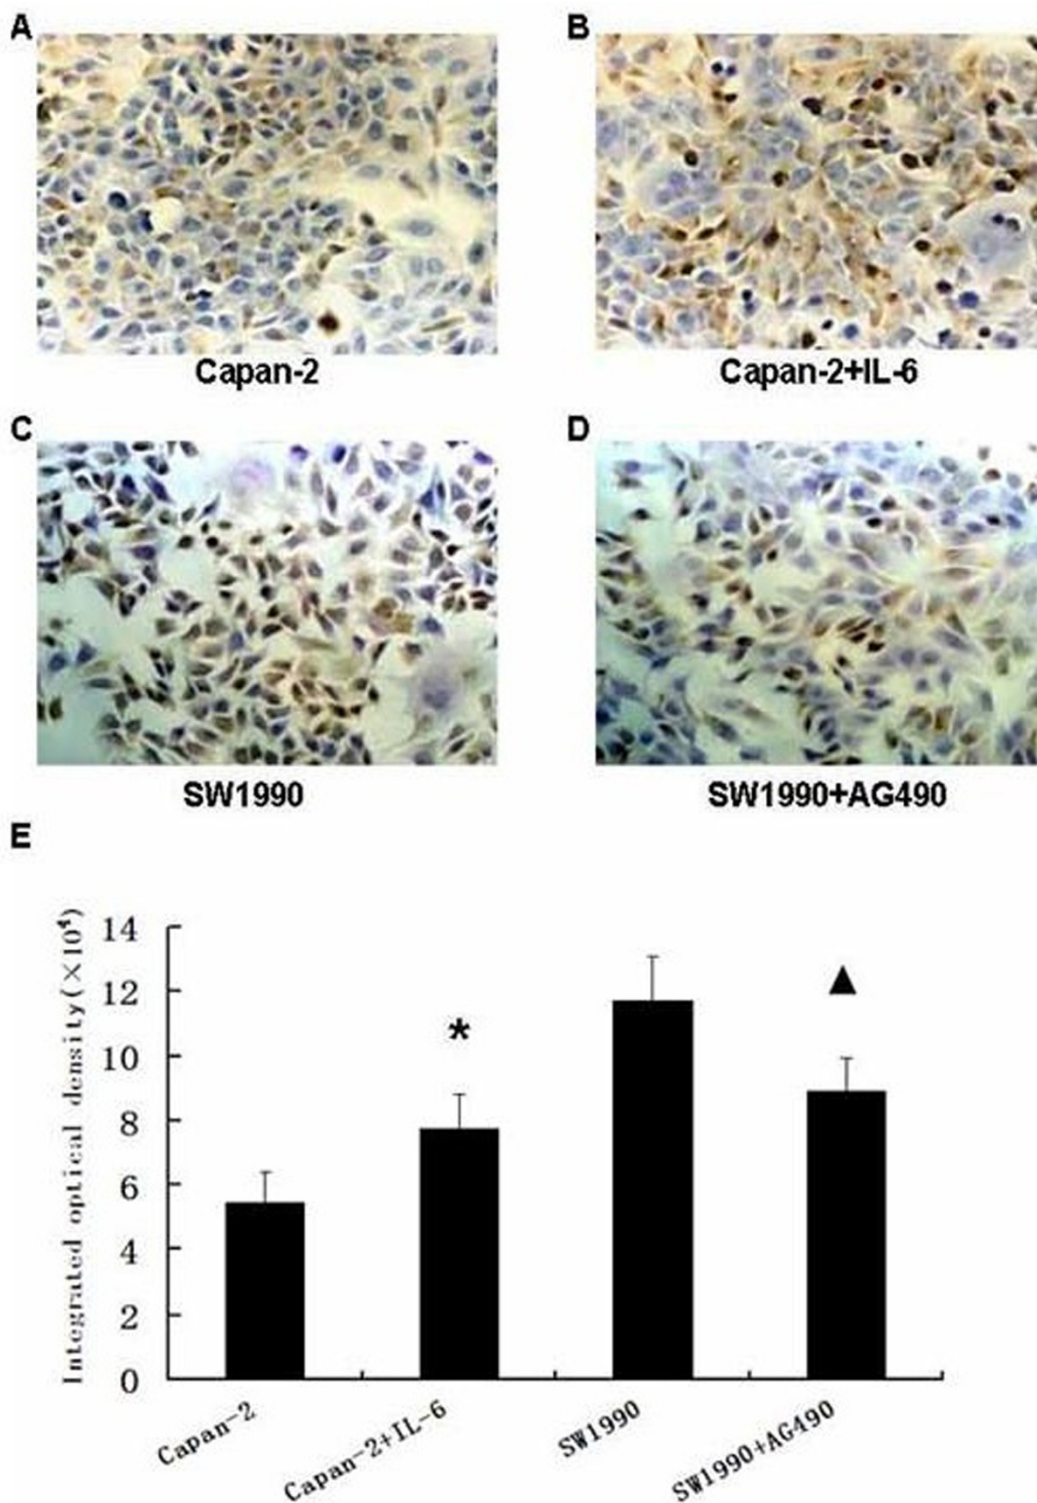 A
B
Capan-2
Capan-2+IL-6
C
D
SW1990
SW1990+AG490
E
Integrated optical density(×10⁴)
14
12
10
8
6
4
2
0
*
▲
Capan-2
Capan-2+IL-6
SW1990
SW1990+AG490